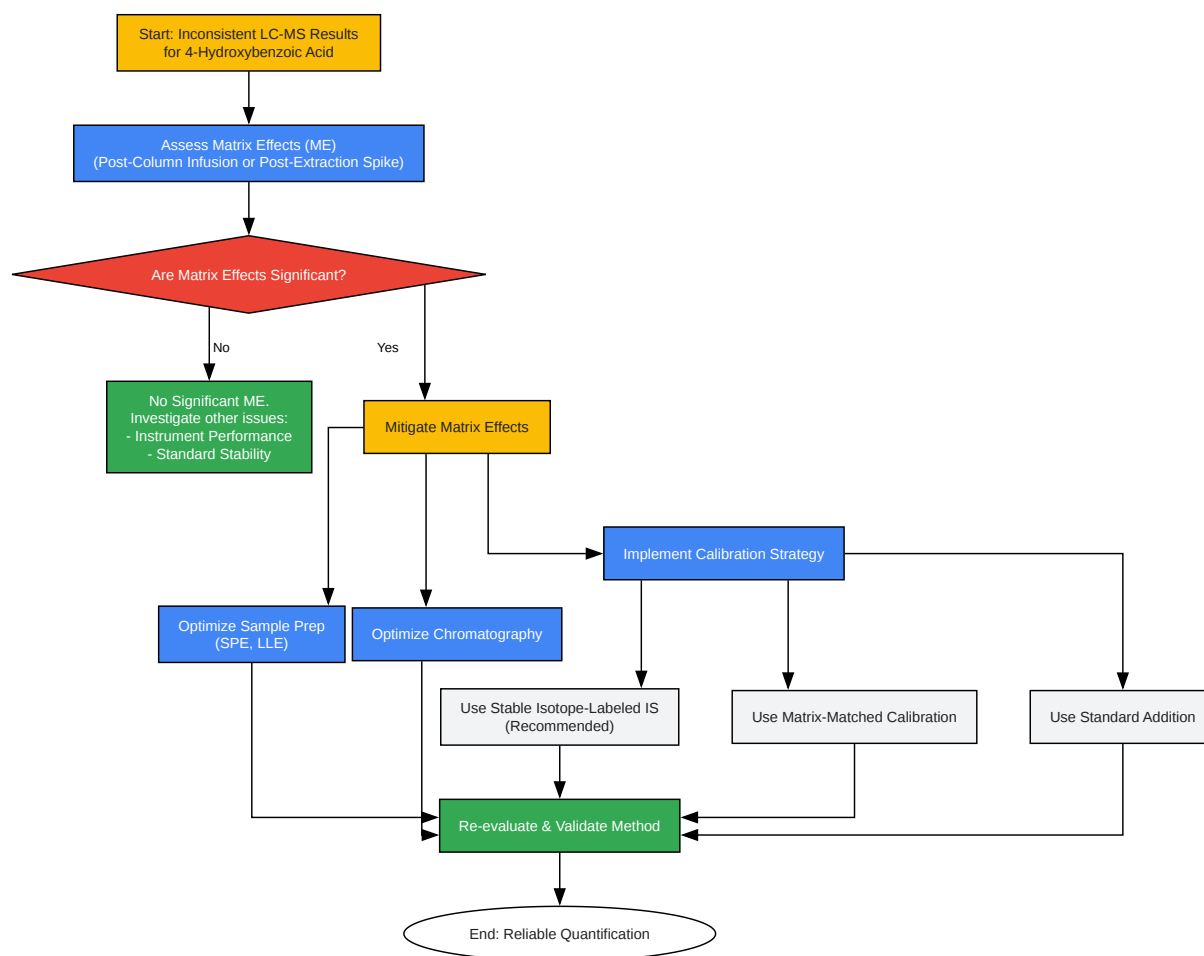 Start: Inconsistent LC-MS Results
for 4-Hydroxybenzoic Acid
Assess Matrix Effects (ME)
(Post-Column Infusion or Post-Extraction Spike)
Are Matrix Effects Significant?
No
Yes
No Significant ME.
Investigate other issues:
- Instrument Performance
- Standard Stability
Mitigate Matrix Effects
Implement Calibration Strategy
Optimize Sample Prep
(SPE, LLE)
Optimize Chromatography
Use Stable Isotope-Labeled IS
(Recommended)
Use Matrix-Matched Calibration
Use Standard Addition
Re-evaluate & Validate Method
End: Reliable Quantification